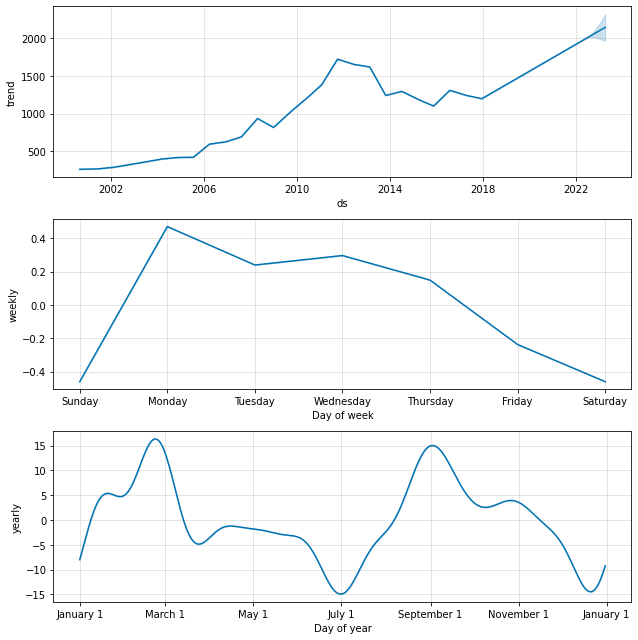 trend
2000
1500
1000
500
2002 2006 2010 2014 2018 2022
ds
weekly
0.4
0.2
0.0
−0.2
−0.4
Sunday Monday Tuesday Wednesday Thursday Friday Saturday
Day of week
yearly
15
10
5
0
−5
−10
−15
January 1 March 1 May 1 July 1 September 1 November 1 January 1
Day of year